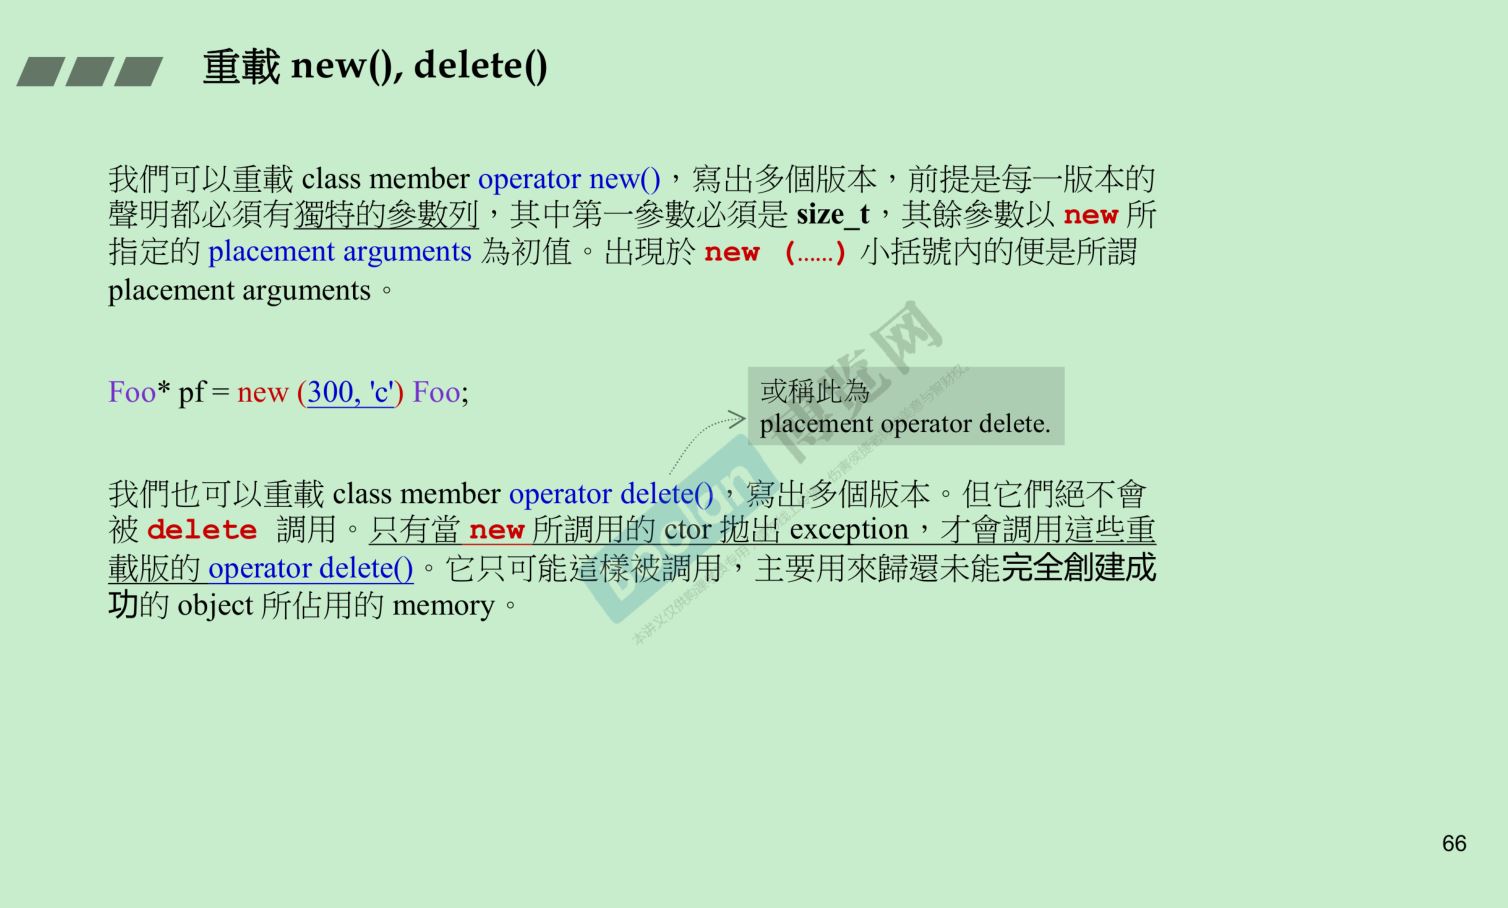 重載 new(), delete()
我們可以重載 class member operator new()，寫出多個版本，前提是每一版本的
聲明都必須有獨特的參數列，其中第一參數必須是 size_t，其餘參數以 new 所
指定的 placement arguments 為初值。出現於 new (……) 小括號內的便是所謂
placement arguments。
Foo* pf = new (300, 'c') Foo;
或稱此為
placement operator delete.
我們也可以重載 class member operator delete()，寫出多個版本。但它們絕不會
被 delete 調用。只有當 new 所調用的 ctor 拋出 exception，才會調用這些重
載版的 operator delete()。它只可能這樣被調用，主要用來歸還未能完全創建成
功的 object 所佔用的 memory。
博览网
66